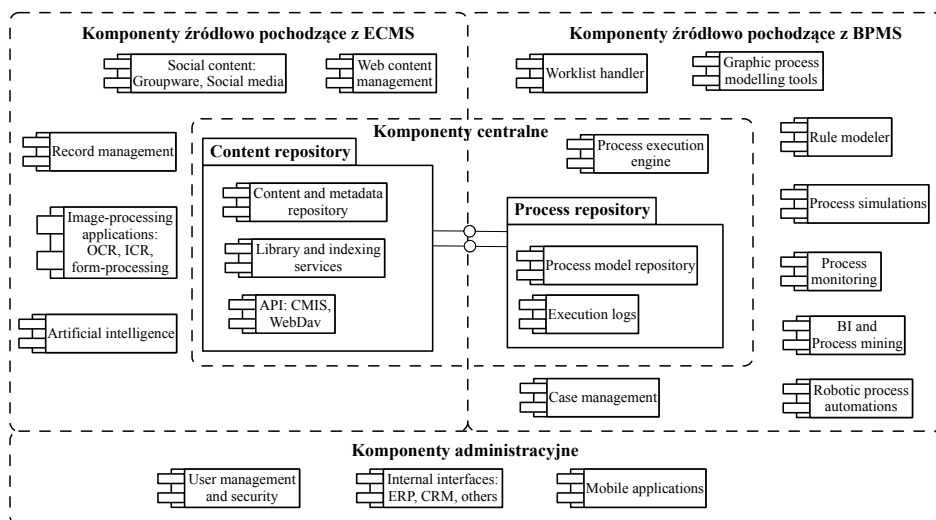 Komponenty źródłowo pochodzące z ECMS
Social content:
Groupware, Social media
Web content
management
Record management
Image-processing
applications:
OCR, ICR,
form-processing
Artificial intelligence
Komponenty źródłowo pochodzące z BPMS
Worklist handler
Graphic process
modelling tools
Rule modeler
Process simulations
Process
monitoring
BI and
Process mining
Robotic process
automations
Case management
Komponenty centralne
Content repository
Content and metadata
repository
Library and indexing
services
API: CMIS,
WebDav
Process execution
engine
Process repository
Process model repository
Execution logs
Komponenty administracyjne
User management
and security
Internal interfaces:
ERP, CRM, others
Mobile applications